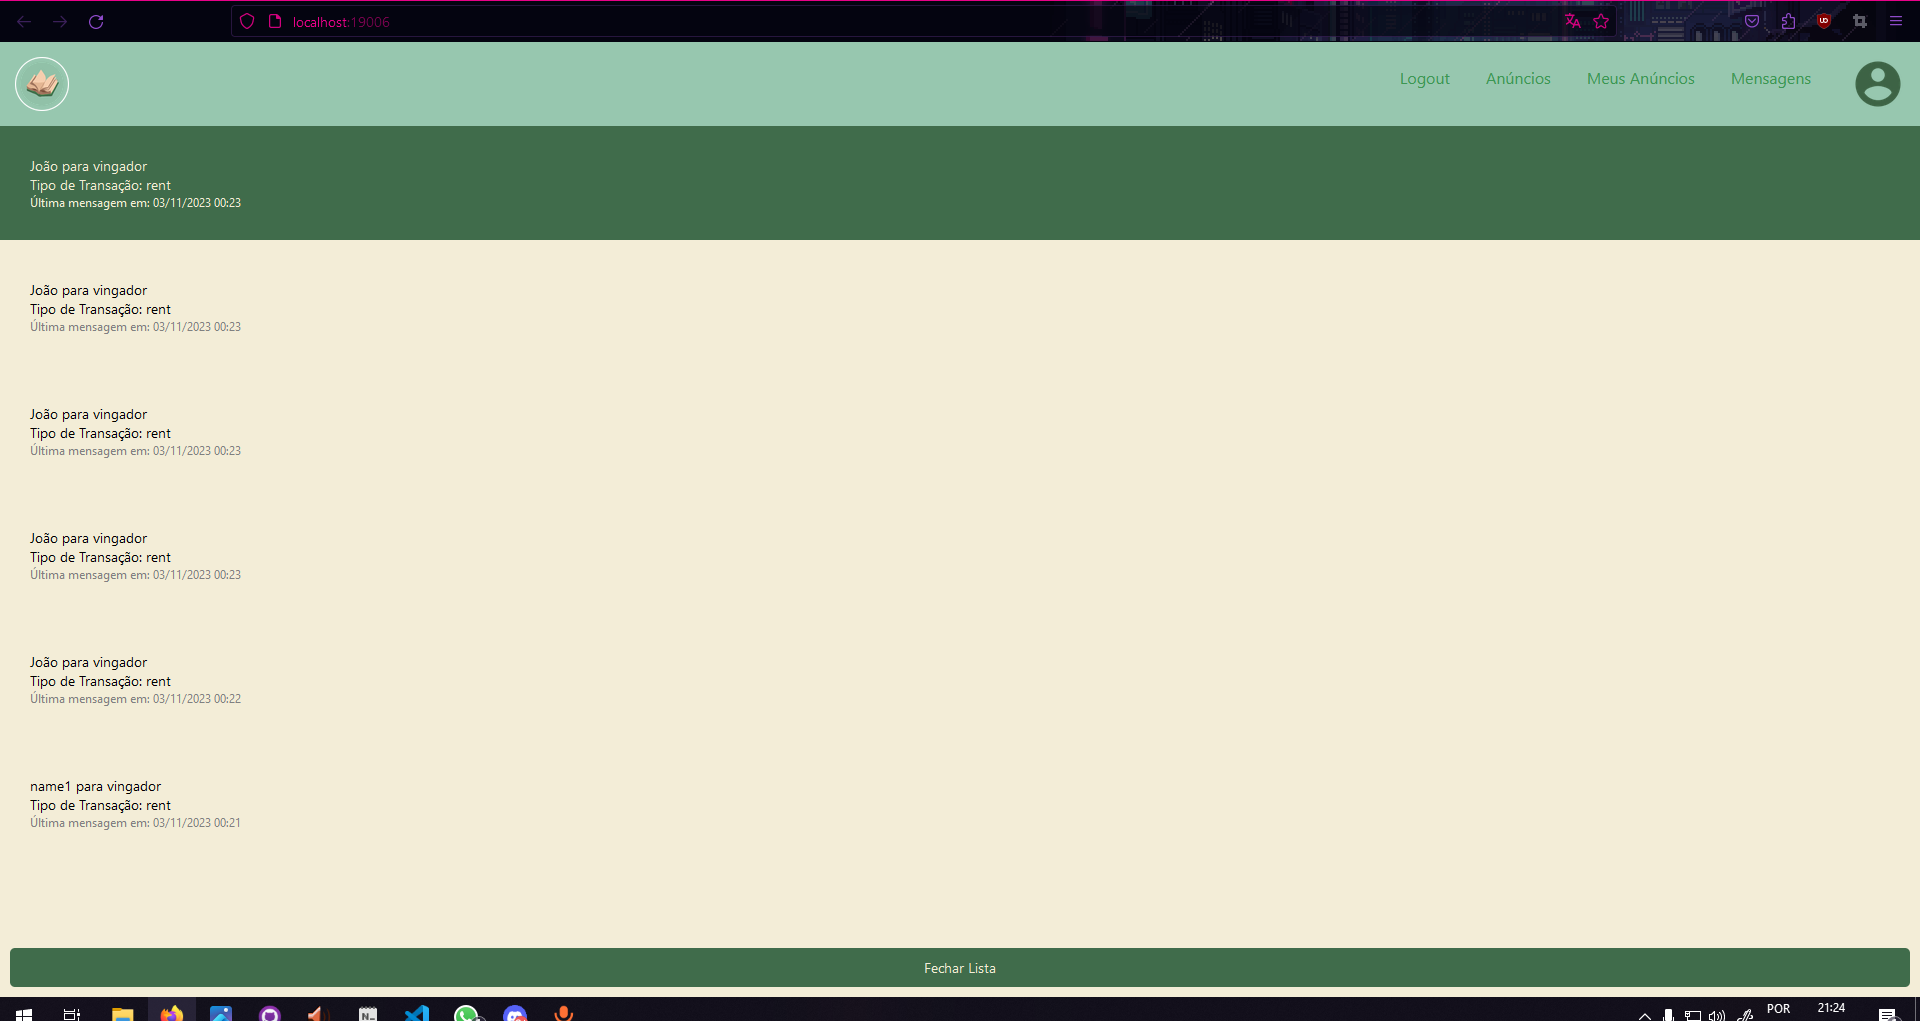 localhost:19006
Logout
Anúncios
Meus Anúncios
Mensagens
João para vingador
Tipo de Transação: rent
Última mensagem em: 03/11/2023 00:23
João para vingador
Tipo de Transação: rent
Última mensagem em: 03/11/2023 00:23
João para vingador
Tipo de Transação: rent
Última mensagem em: 03/11/2023 00:23
João para vingador
Tipo de Transação: rent
Última mensagem em: 03/11/2023 00:23
João para vingador
Tipo de Transação: rent
Última mensagem em: 03/11/2023 00:22
name1 para vingador
Tipo de Transação: rent
Última mensagem em: 03/11/2023 00:21
Fechar Lista
POR
21:24